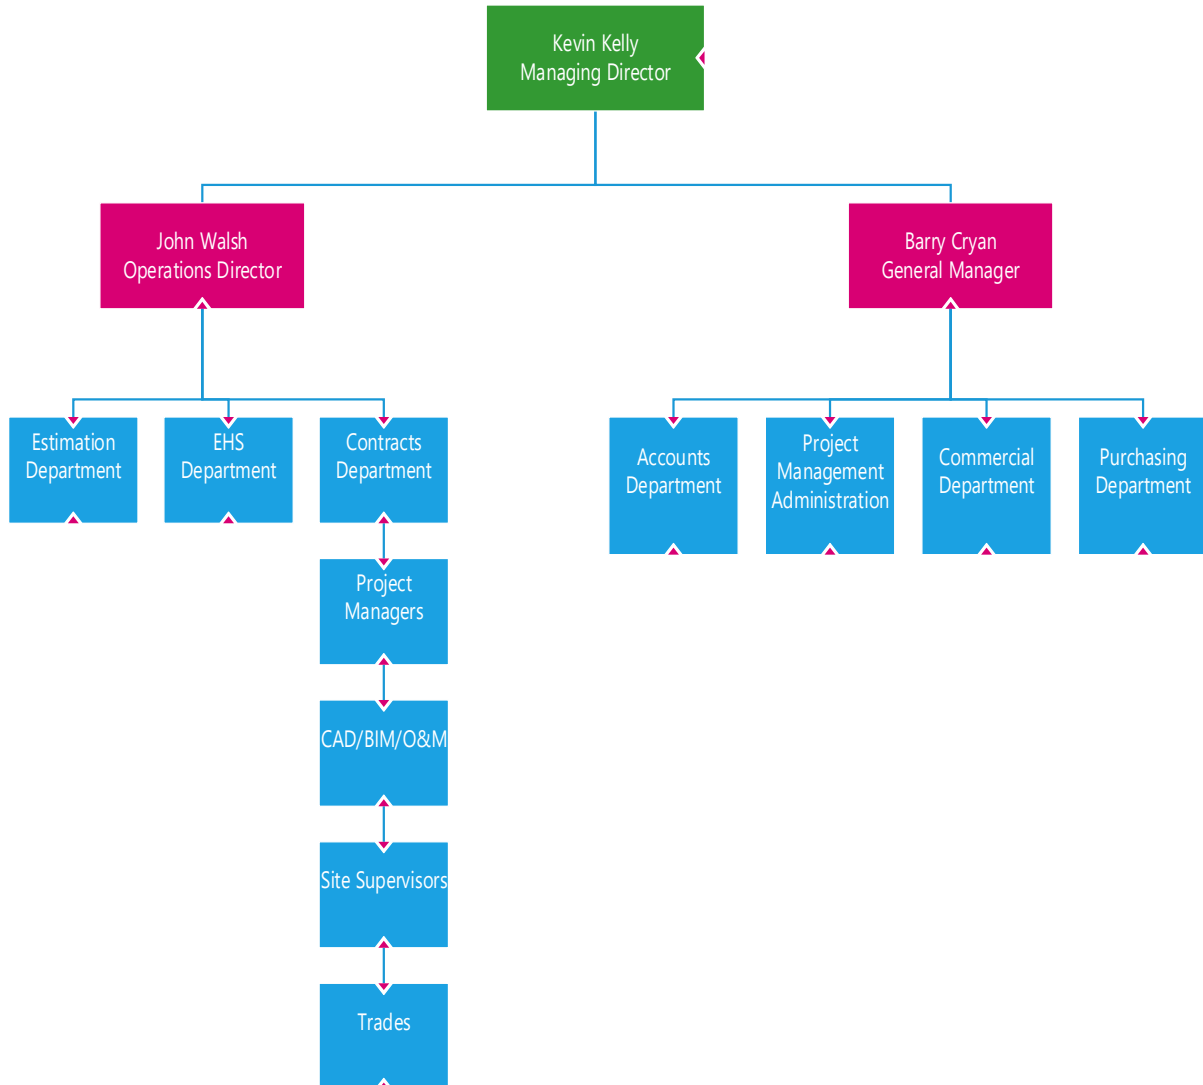 Kevin Kelly
Managing Director
John Walsh
Operations Director
Barry Cryan
General Manager
Estimation
Department
EHS
Department
Contracts
Department
Accounts
Department
Project
Management
Administration
Commercial
Department
Purchasing
Department
Project
Managers
CAD/BIM/O&M
Site Supervisors
Trades